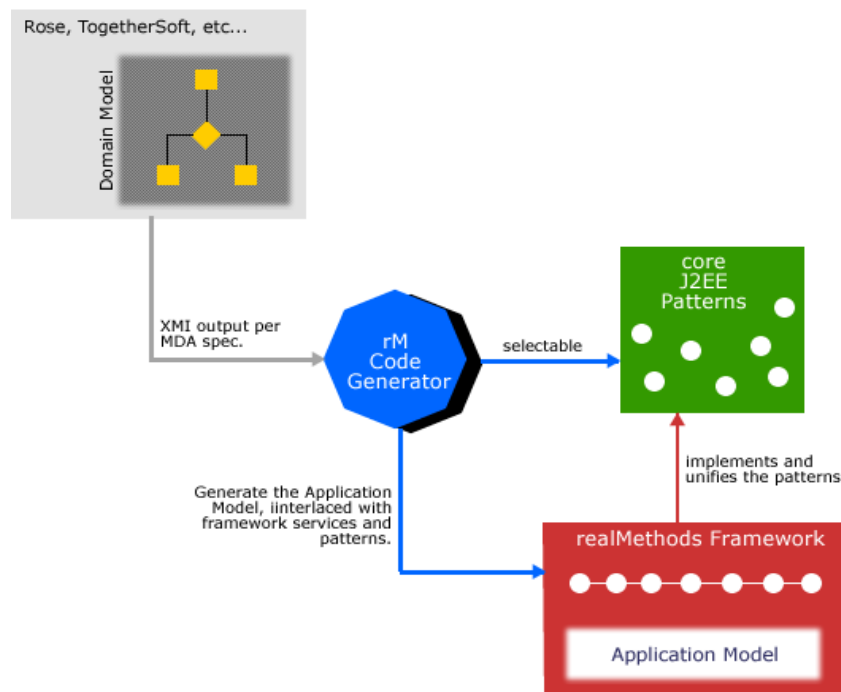 Rose, TogetherSoft, etc...
Domain Model
XMI output per
MDA spec.
rM
Code
Generator
selectable
core
J2EE
Patterns
implements and
unifies the patterns
Generate the Application
Model, iinterlaced with
framework services and
patterns.
realMethods Framework
Application Model